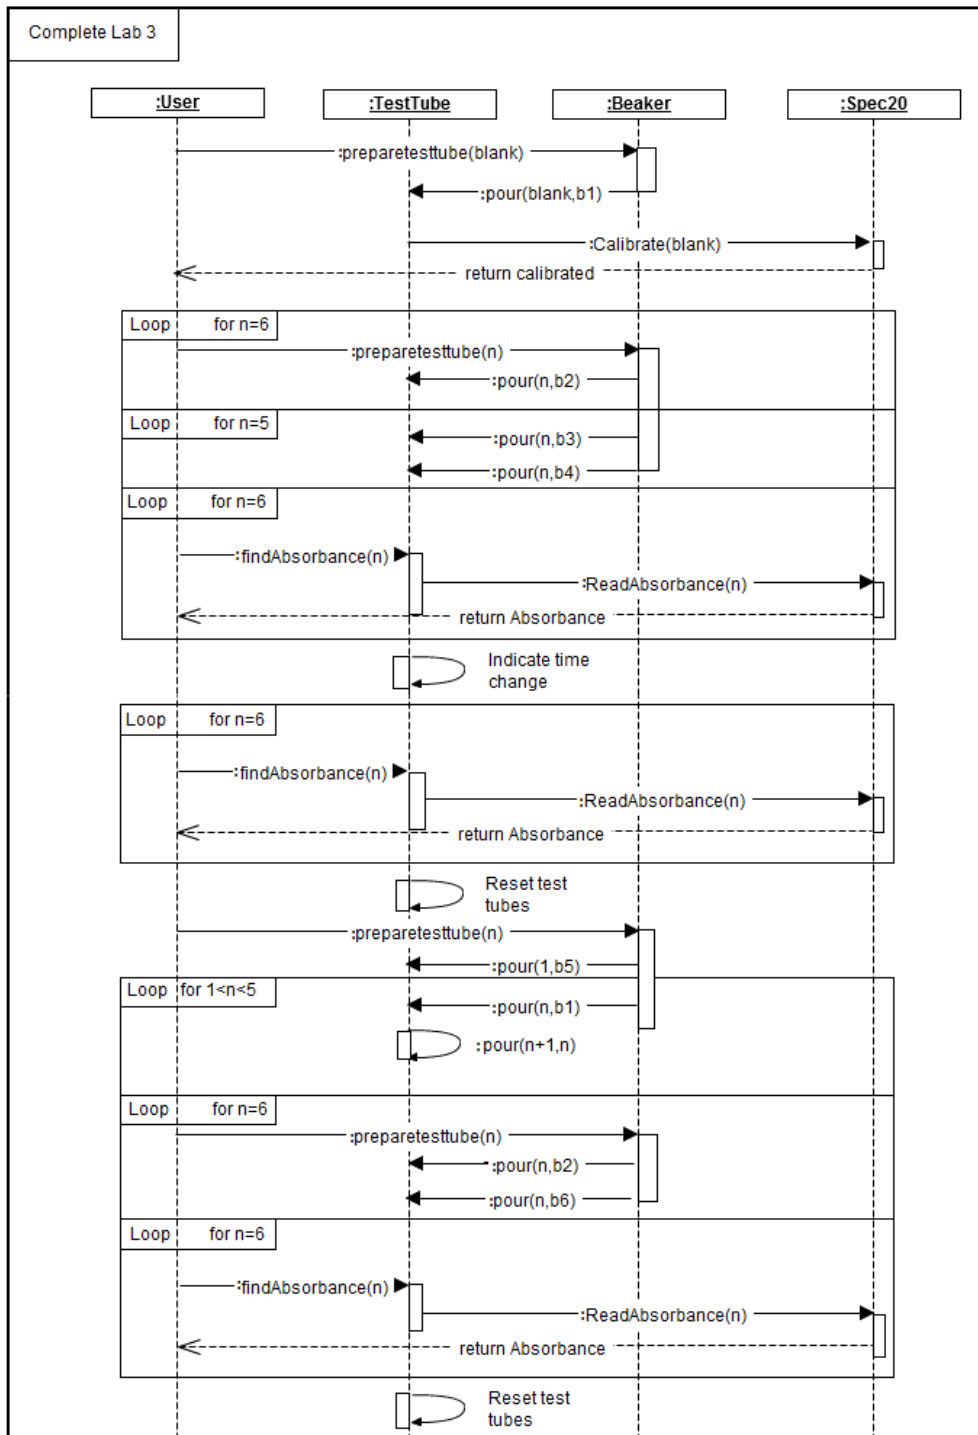 Complete Lab 3
:User
:TestTube
:Beaker
:Spec20
:preparetesttube(blank)
:pour(blank,b1)
:Calibrate(blank)
return calibrated
Loop for n=6
:preparetesttube(n)
:pour(n,b2)
Loop for n=5
:pour(n,b3)
:pour(n,b4)
Loop for n=6
:findAbsorbance(n)
:ReadAbsorbance(n)
return Absorbance
Indicate time
change
Loop for n=6
:findAbsorbance(n)
:ReadAbsorbance(n)
return Absorbance
Reset test
tubes
:preparetesttube(n)
:pour(1,b5)
Loop for 1<n<5
:pour(n,b1)
:pour(n+1,n)
Loop for n=6
:preparetesttube(n)
:pour(n,b2)
:pour(n,b6)
Loop for n=6
:findAbsorbance(n)
:ReadAbsorbance(n)
return Absorbance
Reset test
tubes